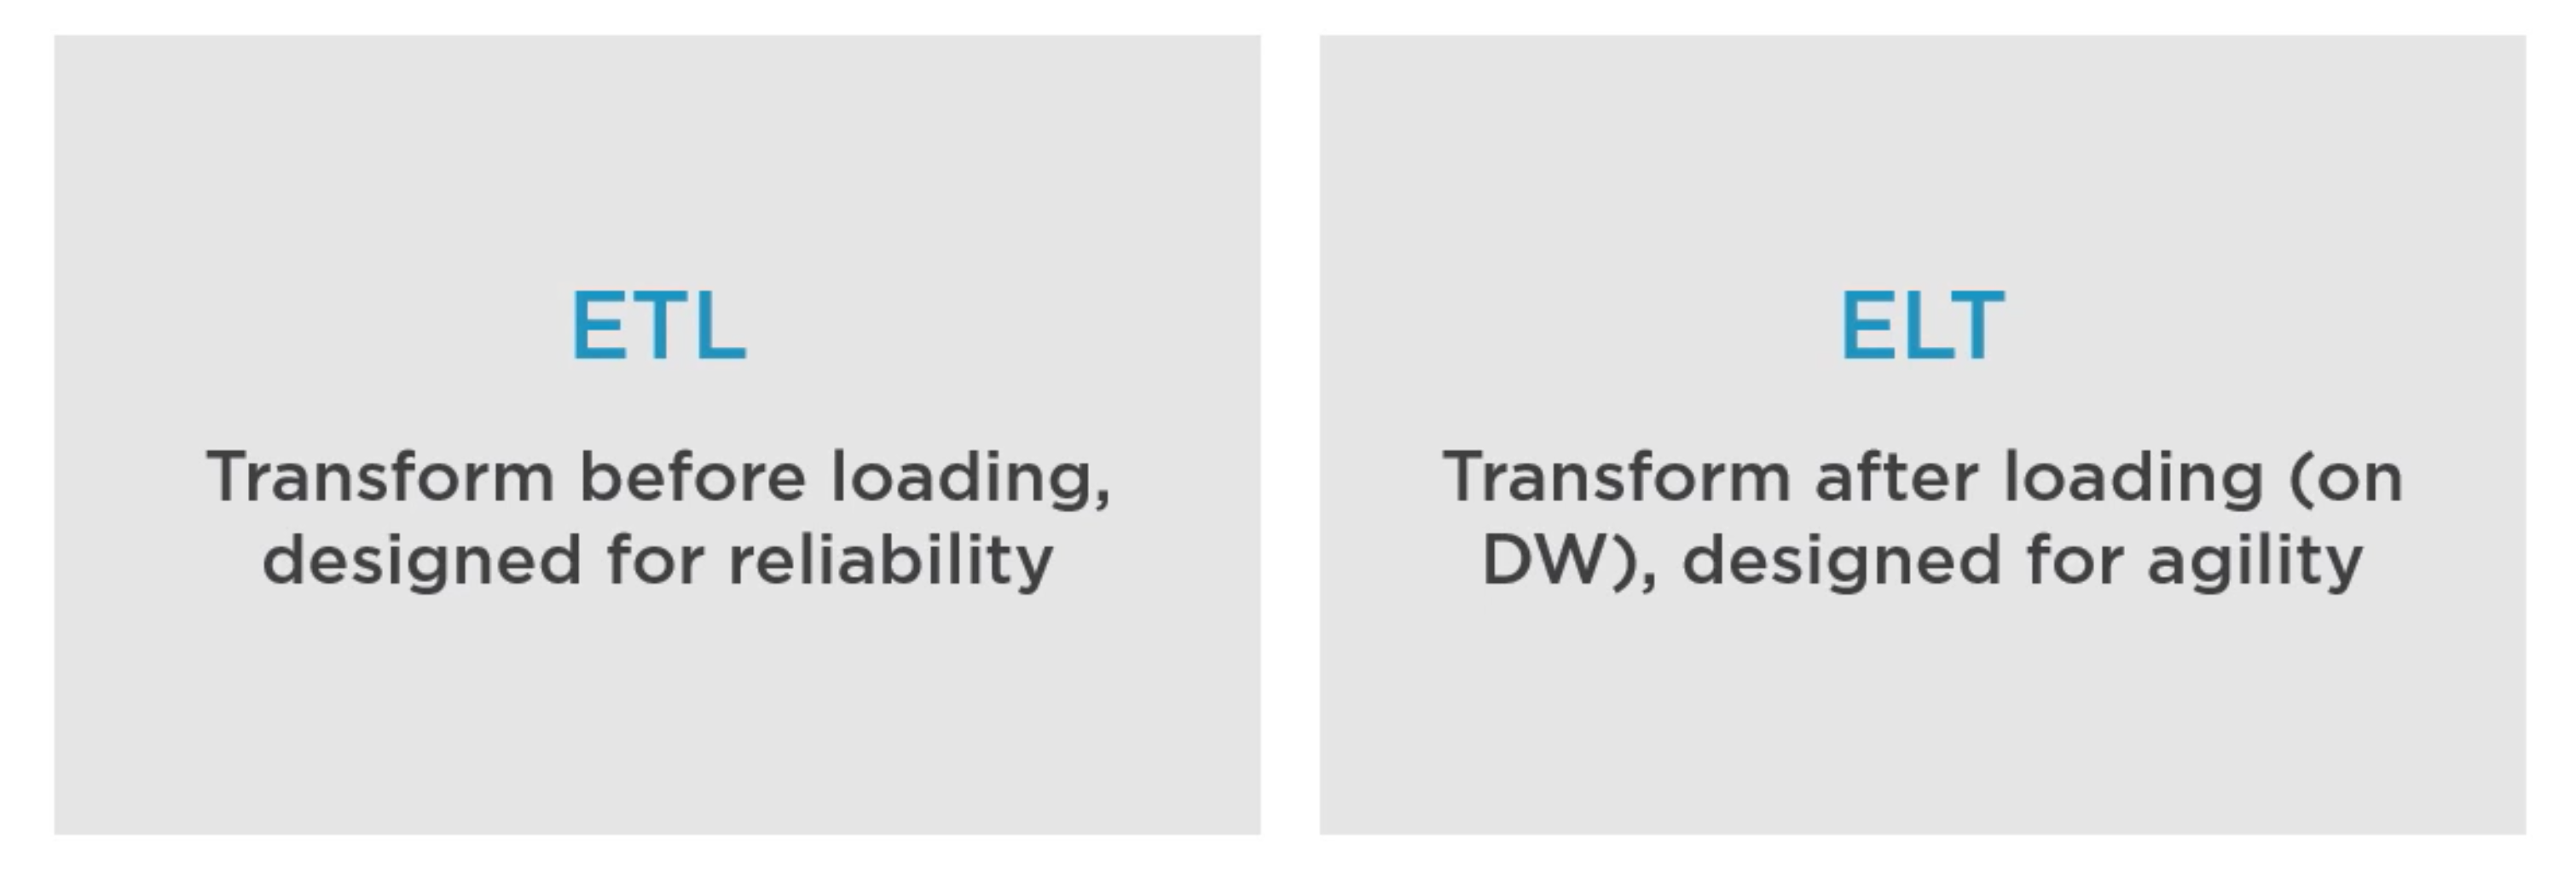 ETL
Transform before loading,
designed for reliability
ELT
Transform after loading (on
DW), designed for agility